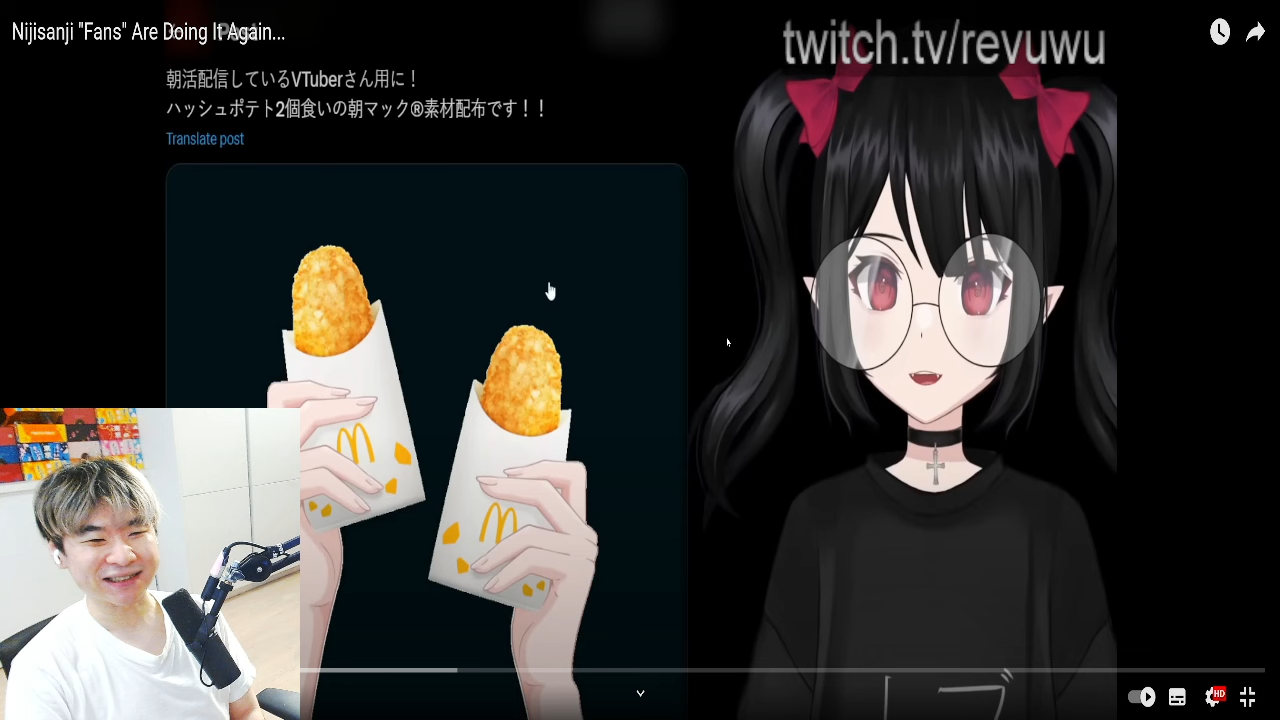 Nijisanji "Fans" Are Doing It Again...
twitch.tv/revuwu
朝活配信しているVTuberさん用に！
ハッシュポテト2個食いの朝マック®素材配布です！！
Translate post
HD